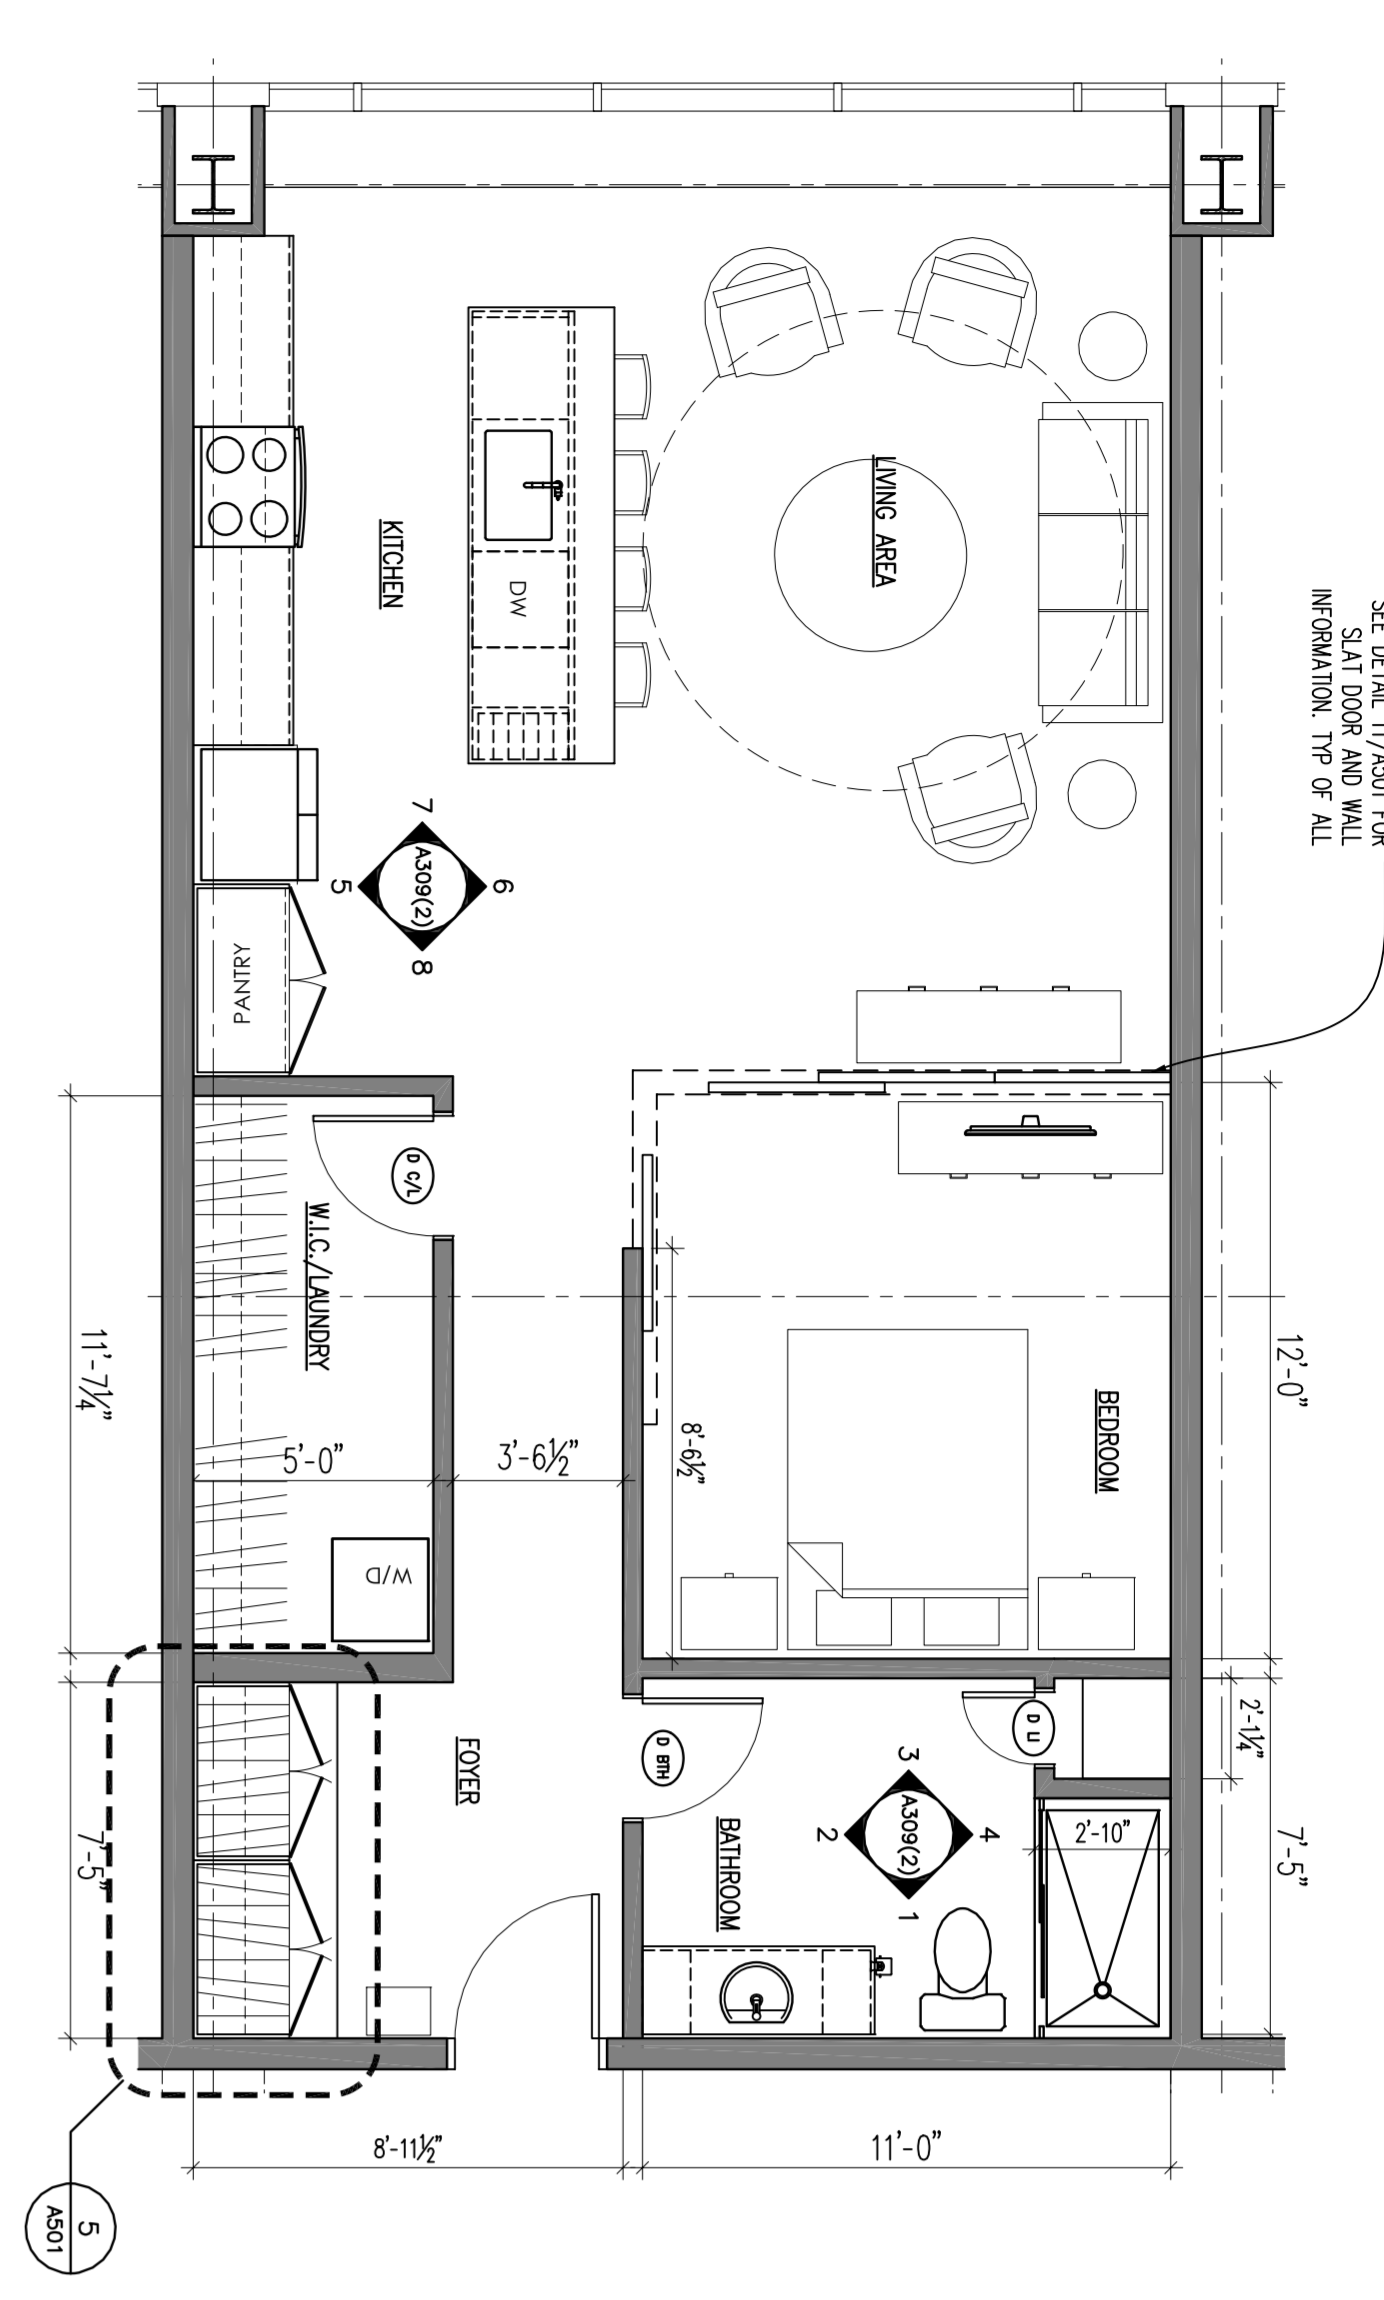 SEE DETAIL 11/A501 FOR
SLAT DOOR AND WALL
INFORMATION. TYP OF ALL
LIVING AREA
KITCHEN
DW
7
6
A309(2)
5
8
PANTRY
D C/L
W.I.C./LAUNDRY
12'-0"
11'-7¼"
BEDROOM
5'-0"
3'-6½"
8'-6½"
W/D
D LI
2'-1¼"
D BTH
FOYER
3
4
A309(2)
2
1
2'-10"
7'-5"
7'-5"
BATHROOM
8'-11½"
11'-0"
5
A501